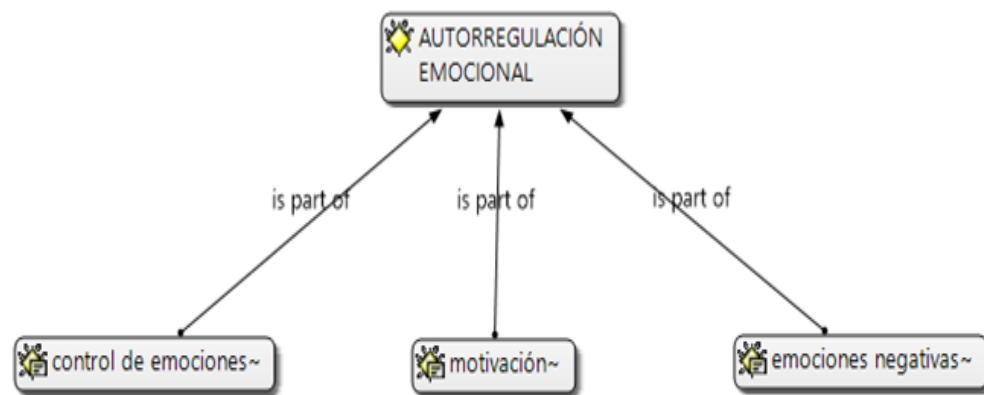 AUTORREGULACIÓN
EMOCIONAL
is part of
is part of
is part of
control de emociones~
motivación~
emociones negativas~